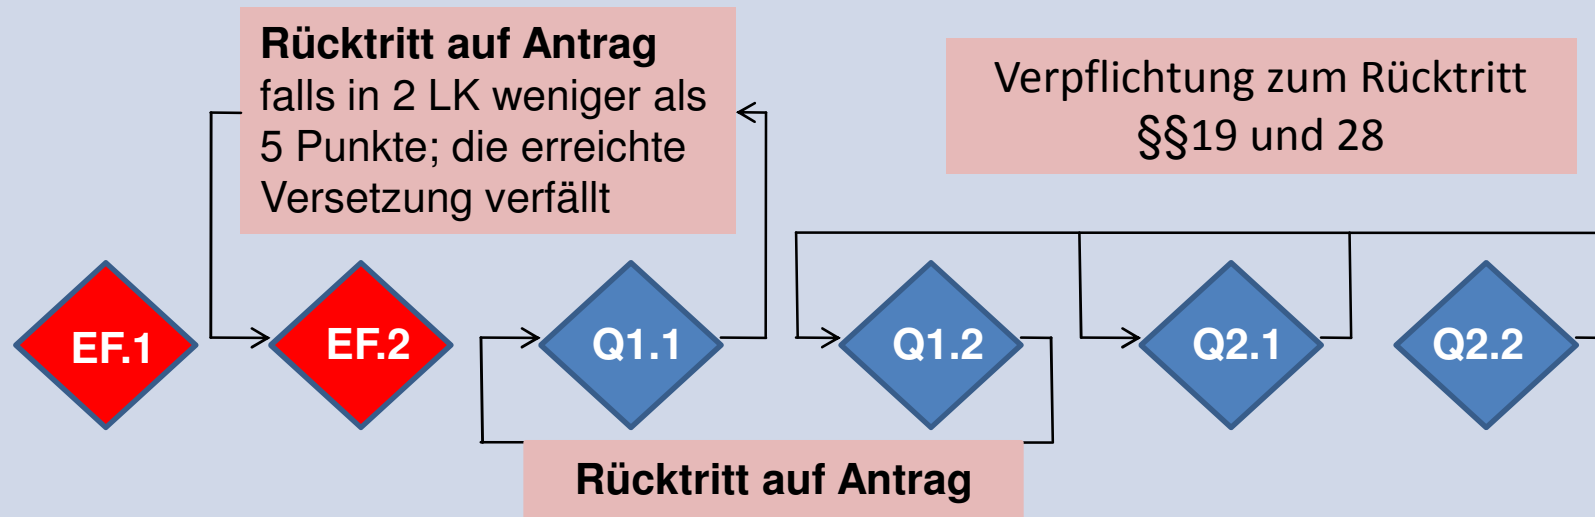 Rücktritt auf Antrag
falls in 2 LK weniger als
5 Punkte; die erreichte
Versetzung verfällt
Verpflichtung zum Rücktritt
§§19 und 28
EF.1
EF.2
Q1.1
Q1.2
Q2.1
Q2.2
Rücktritt auf Antrag